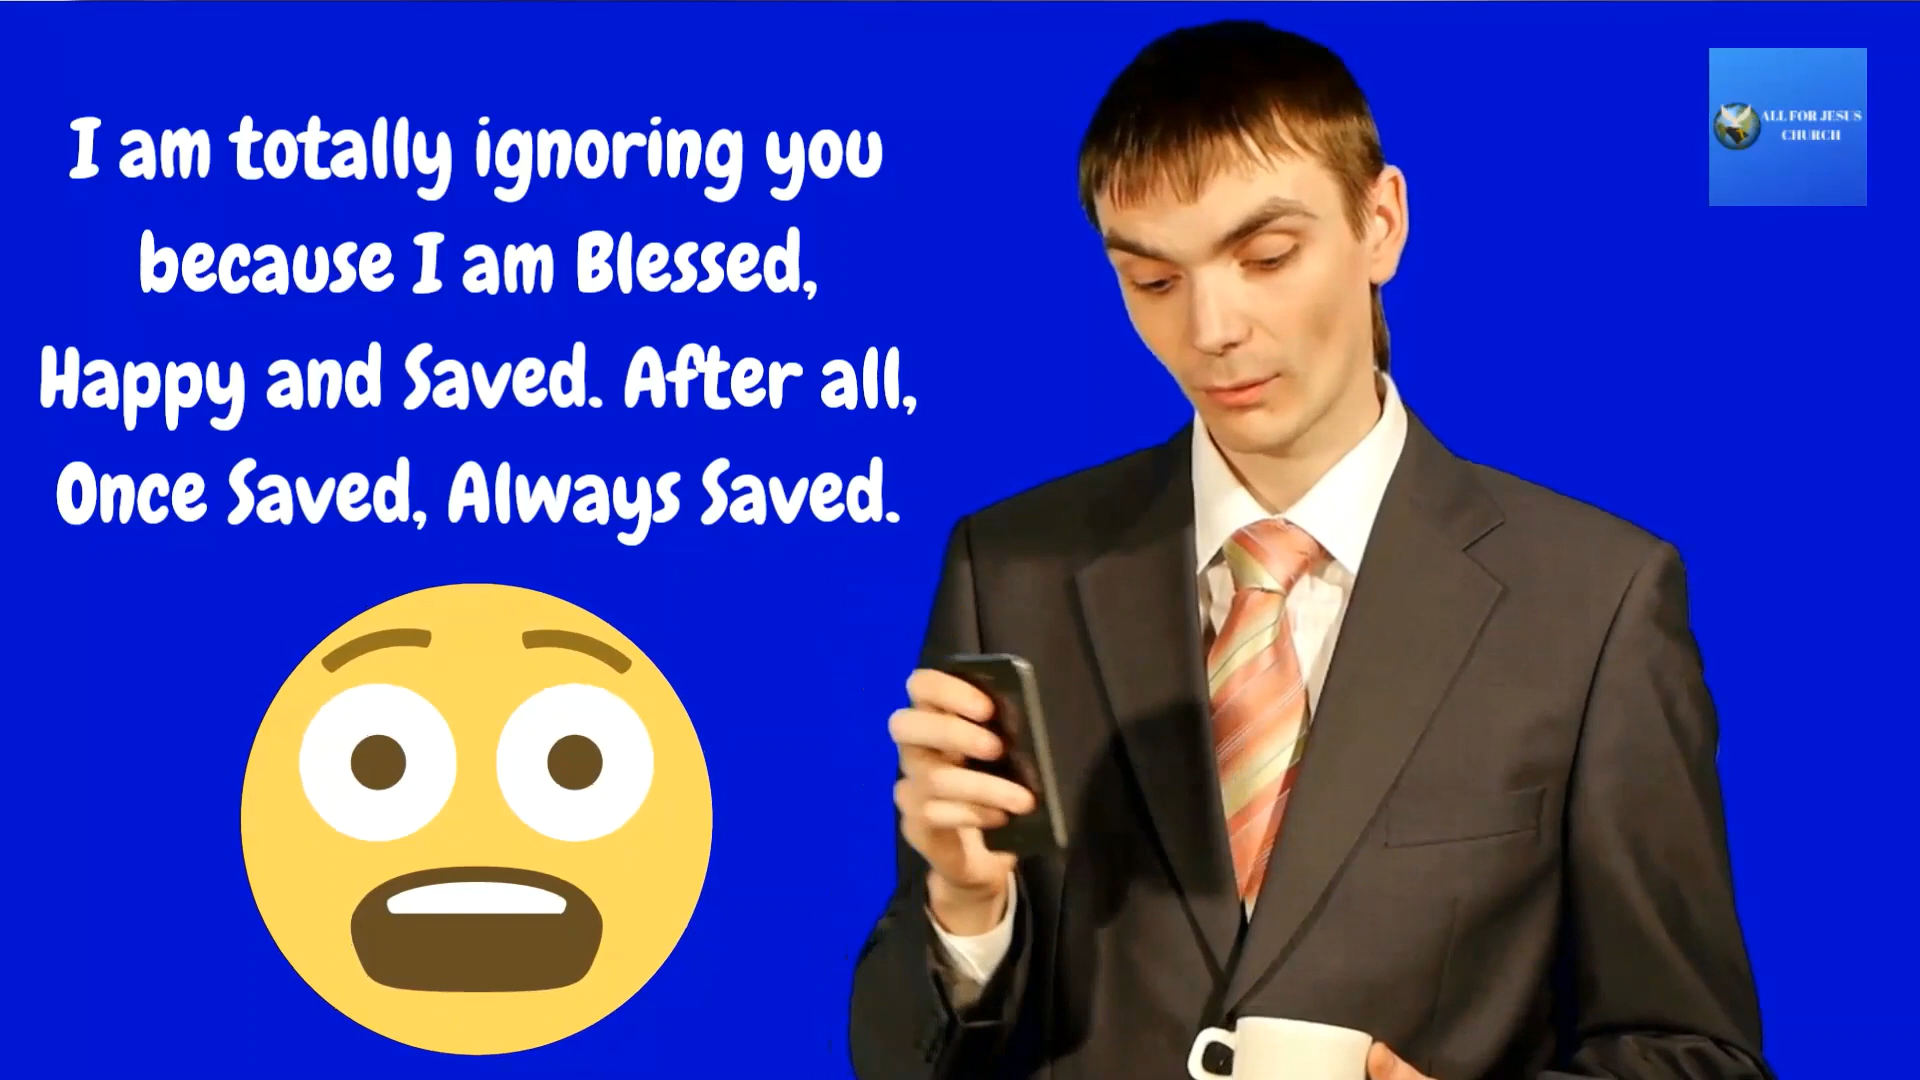 I am totally ignoring you
because I am Blessed,
Happy and Saved. After all,
Once Saved, Always Saved.
ALL FOR JESUS
CHURCH